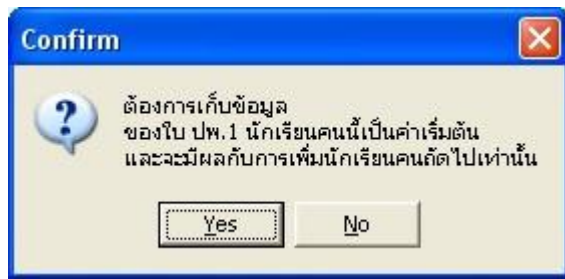 Confirm
ต้องการเก็บข้อมูล
ของใบ ปพ.1 นักเรียนคนนี้เป็นค่าเริ่มต้น
และจะมีผลกับการเพิ่มนักเรียนคนถัดไปเท่านั้น
Yes No